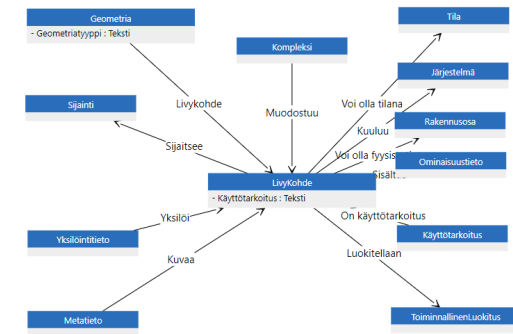 Geometria
- Geometriatyyppi : Teksti
Tila
Kompleksi
Järjestelmä
Sijainti
Livykohde
Muodostuu
Voi olla tilana
Kuuluu
Rakennusosa
Sijaitsee
Voi olla
Ominaisuustieto
LivyKohde
- Käyttötarkoitus : Teksti
Yksilöi
On käyttötarkoitus
Yksilöintitieto
Käyttötarkoitus
Kuvaa
Luokitellaan
Metatieto
ToiminnallinenLuokitus